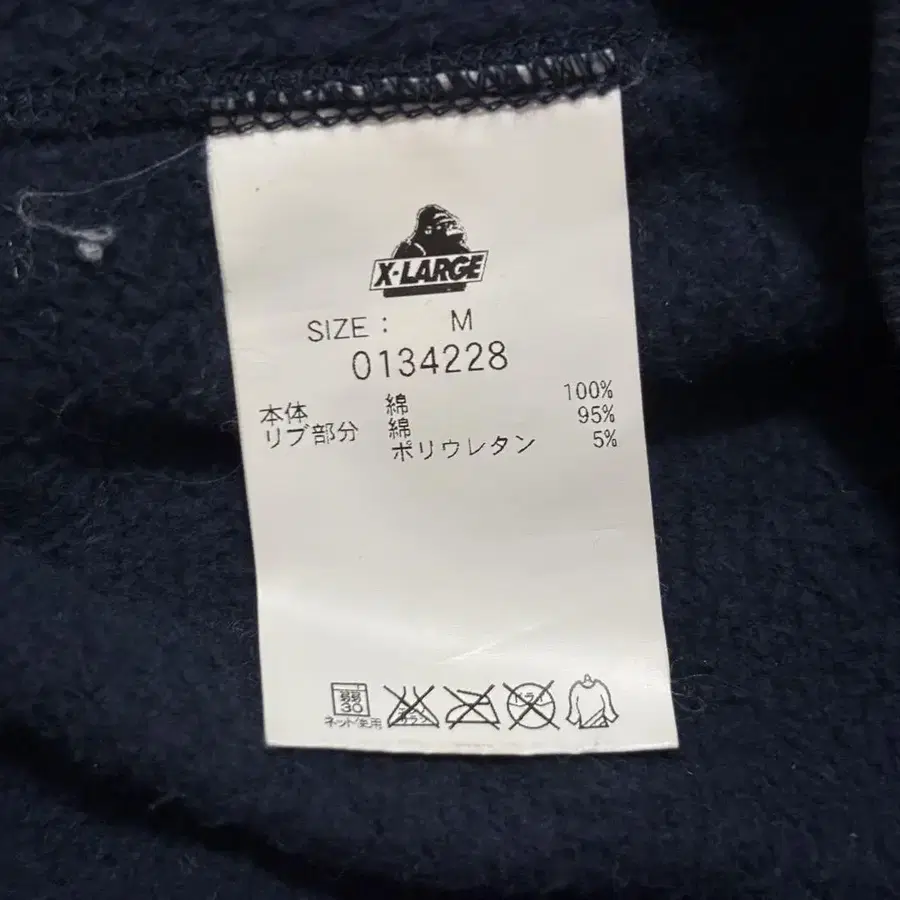 X-LARGE
SIZE : M
0134228
本体 綿 100%
リブ部分 綿 95%
ポリウレタン 5%
30
ネット使用